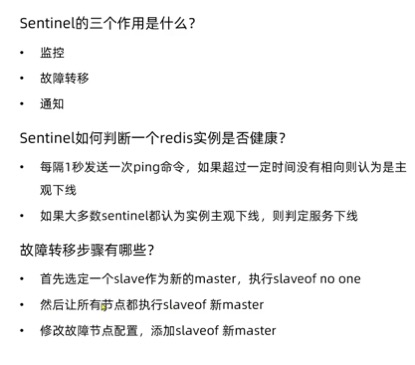 Sentinel的三个作用是什么？
• 监控
• 故障转移
• 通知
Sentinel如何判断一个redis实例是否健康？
• 每隔1秒发送一次ping命令，如果超过一定时间没有相向则认为是主
观下线
• 如果大多数sentinel都认为实例主观下线，则判定服务下线
故障转移步骤有哪些？
• 首先选定一个slave作为新的master，执行slaveof no one
• 然后让所有节点都执行slaveof 新master
• 修改故障节点配置，添加slaveof 新master